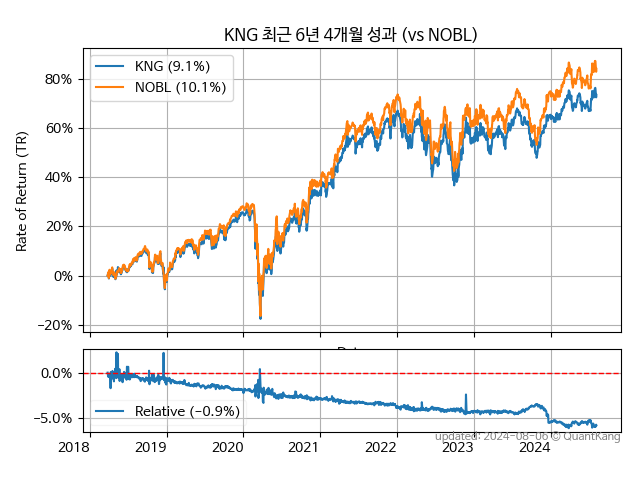 KNG 최근 6년 4개월 성과 (vs NOBL)
KNG (9.1%)
NOBL (10.1%)
Rate of Return (TR)
80%
60%
40%
20%
0%
−20%
0.0%
−5.0%
Relative (−0.9%)
2018 2019 2020 2021 2022 2023 2024
updated: 2024-08-06 © QuantKang